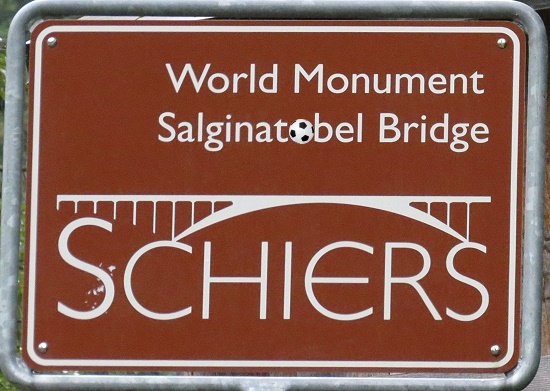 World Monument
Salginatobel Bridge
SCHIERS